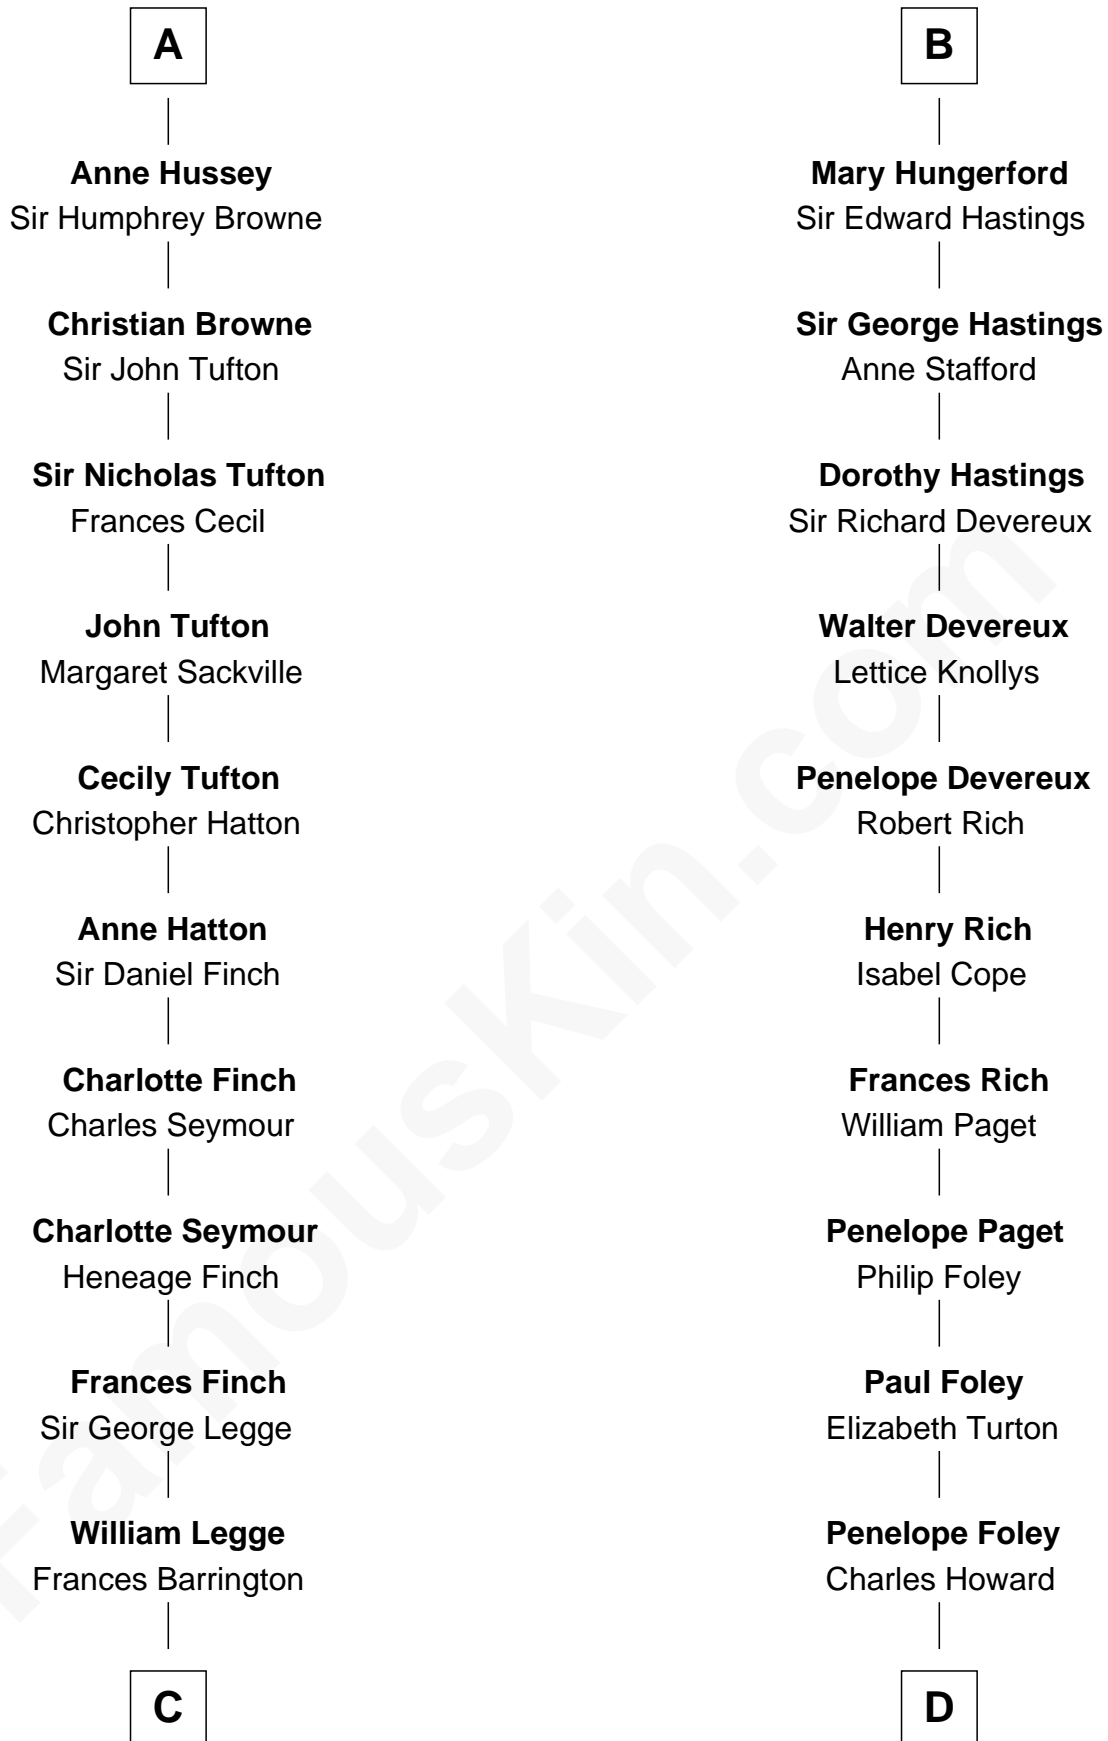 A
Anne Hussey
Sir Humphrey Browne
Christian Browne
Sir John Tufton
Sir Nicholas Tufton
Frances Cecil
John Tufton
Margaret Sackville
Cecily Tufton
Christopher Hatton
Anne Hatton
Sir Daniel Finch
Charlotte Finch
Charles Seymour
Charlotte Seymour
Heneage Finch
Frances Finch
Sir George Legge
William Legge
Frances Barrington
C
B
Mary Hungerford
Sir Edward Hastings
Sir George Hastings
Anne Stafford
Dorothy Hastings
Sir Richard Devereux
Walter Devereux
Lettice Knollys
Penelope Devereux
Robert Rich
Henry Rich
Isabel Cope
Frances Rich
William Paget
Penelope Paget
Philip Foley
Paul Foley
Elizabeth Turton
Penelope Foley
Charles Howard
D
FamousKin.com